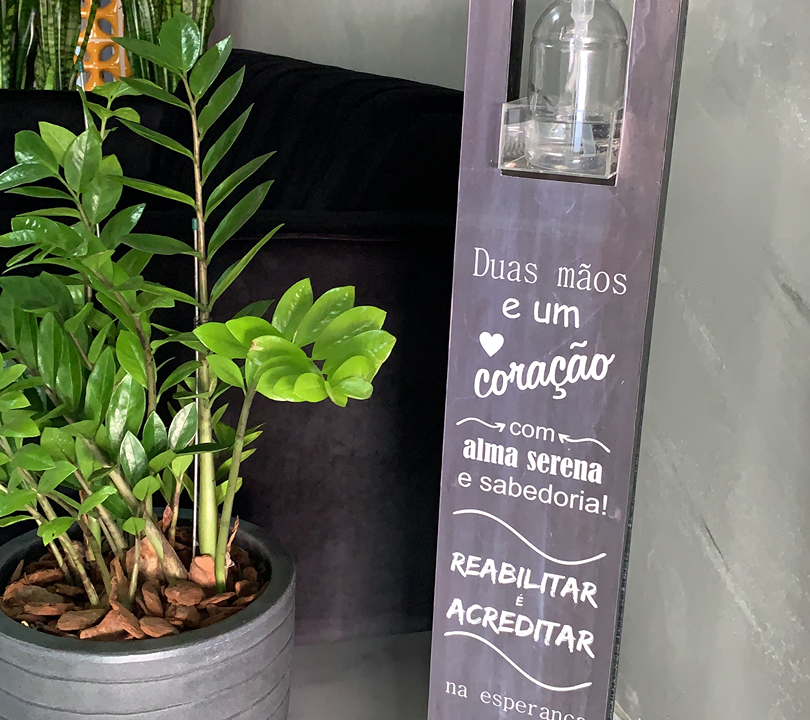 Duas mãos
e um
coração
com
alma serena
e sabedoria!
REABILITAR
É
ACREDITAR
na esperança